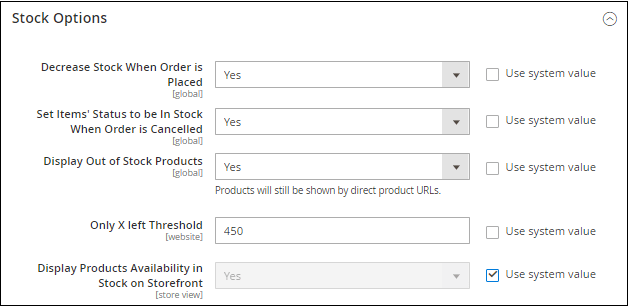 Stock Options
Decrease Stock When Order is
Placed
[global]
Yes
Use system value
Set Items' Status to be In Stock
When Order is Cancelled
[global]
Yes
Use system value
Display Out of Stock Products
[global]
Yes
Use system value
Products will still be shown by direct product URLs.
Only X left Threshold
[website]
450
Use system value
Display Products Availability in
Stock on Storefront
[store view]
Yes
Use system value